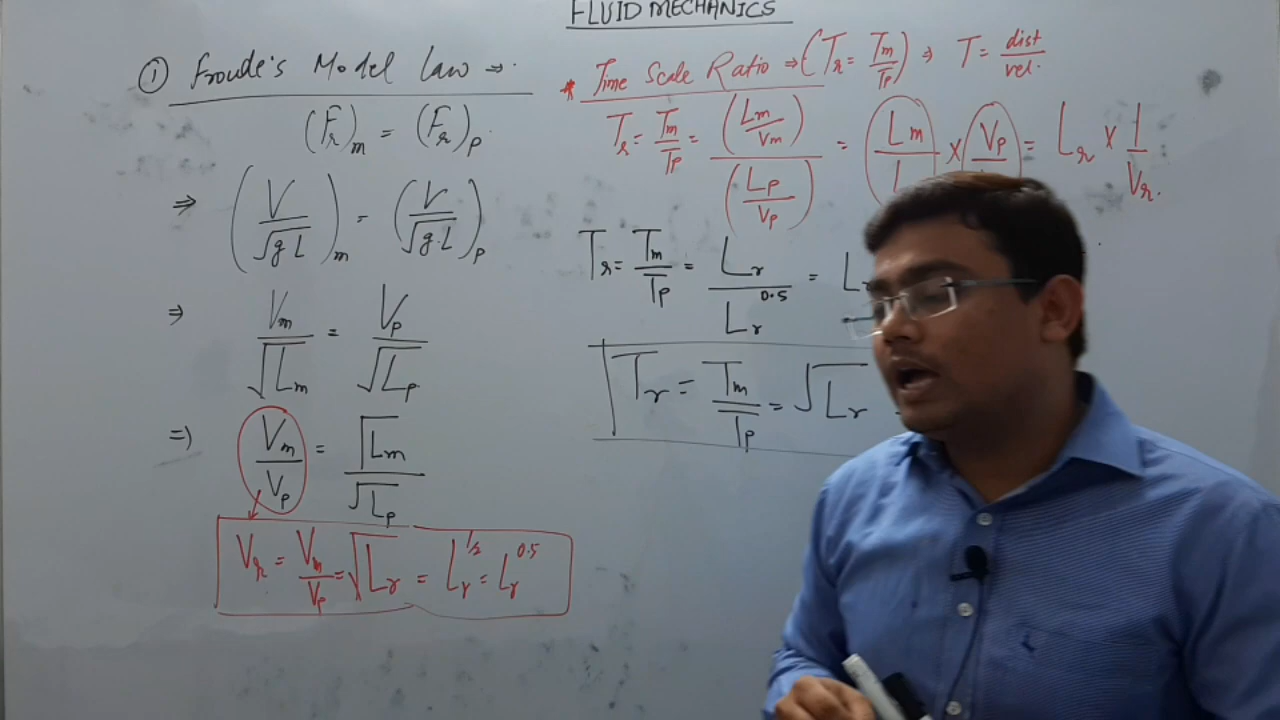 FLUID MECHANICS
① Froude's Model Law ⇒
(Fr)m = (Fr)p
⇒ (V/√gL)m = (V/√gL)p
⇒ Vm/√Lm = Vp/√Lp
⇒ Vm/Vp = √Lm/√Lp
Vr = Vm/Vp = √Lr = Lr^1/2 = Lr^0.5
* Time Scale Ratio ⇒ (Tr = Tm/Tp) ⇒ T = dist/vel.
Tr = Tm/Tp = (Lm/Vm)/(Lp/Vp) = Lm/L × Vp/ = Lr × 1/Vr.
Tr = Tm/Tp = Lr/Lr^0.5 = L
Tr = Tm/Tp = √Lr =